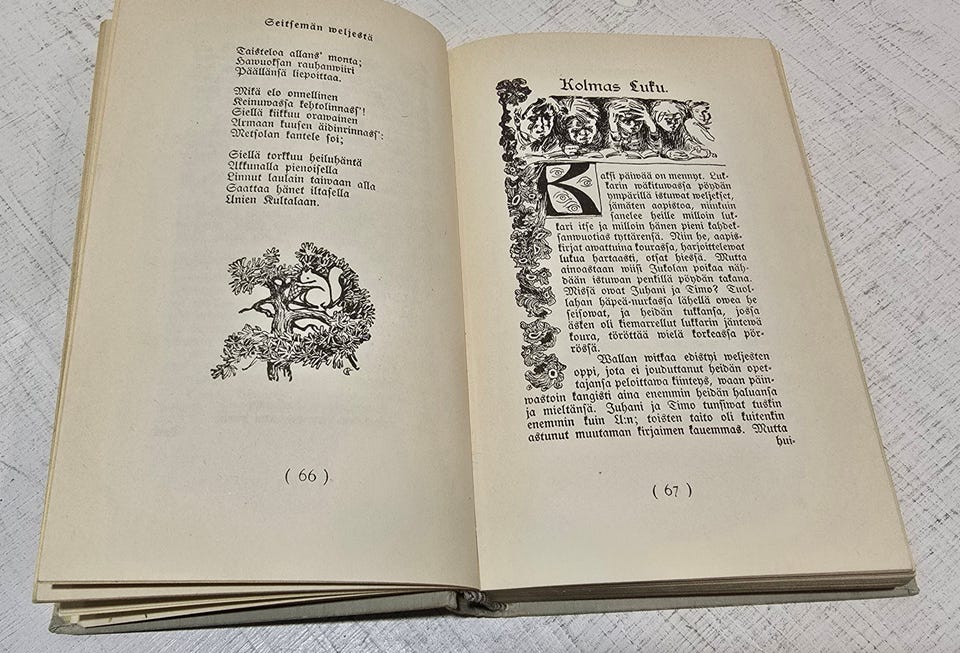 Seitsemän weljestä
Taisteloa allans' monta;
Hawuoksan rauhanwiiri
Päällänsä liepoittaa.
Mikä elo onnellinen
Keinuwassa kehtolinnass'!
Siellä kiikkuu orawainen
Armaan kuusen äidinrinnass':
Metsolan kantele soi;
Siellä torkkuu heiluhäntä
Akkunalla pienoisella
Linnut laulain taiwaan alla
Saattaa hänet iltasella
Unien Kultalaan.
( 66 )
Kolmas Luku.
Kaksi päiwää on mennyt. Luk-
karin wäkituwassa pöydän
ympärillä istuwat weljekset,
jämäten aapistoa, niinkuin
sanelee heille milloin luk-
kari itse ja milloin hänen pieni kahdek-
sanwuotias tyttärensä. Niin he, aapis-
kirjat awattuina kourassa, harjoittelewat
lukua hartaasti, otsat hiessä. Mutta
ainoastaan wiisi Jukolan poikaa näh-
dään istuwan penkillä pöydän takana.
Missä owat Juhani ja Timo? Tuol-
lahan häpeä-nurkassa lähellä owea he
seisowat, ja heidän tukkansa, jossa
äsken oli kiemarrellut lukkarin jäntewä
koura, töröttää wielä korkeassa pör-
rössä.
Wallan witkaa edistyi weljesten
oppi, jota ei jouduttanut heidän opet-
tajansa peloittawa kiinteys, waan päin-
wastoin kangisti aina enemmin heidän haluansa
ja mieltänsä. Juhani ja Timo tunsiwat tuskin
enemmin kuin A:n; toisten taito oli kuitenkin
astunut muutaman kirjaimen kauemmas. Mutta
hui-
( 67 )